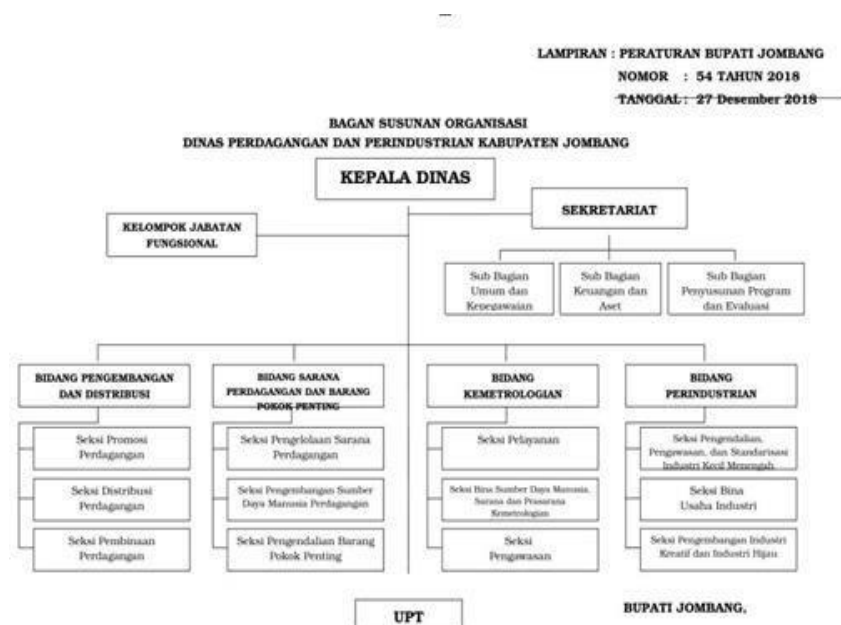 LAMPIRAN : PERATURAN BUPATI JOMBANG
NOMOR : 54 TAHUN 2018
TANGGAL : 27 Desember 2018
BAGAN SUSUNAN ORGANISASI
DINAS PERDAGANGAN DAN PERINDUSTRIAN KABUPATEN JOMBANG
KEPALA DINAS
SEKRETARIAT
KELOMPOK JABATAN
FUNGSIONAL
Sub Bagian
Umum dan
Kepegawaian
Sub Bagian
Keuangan dan
Aset
Sub Bagian
Penyusunan Program
dan Evaluasi
BIDANG PENGEMBANGAN
DAN DISTRIBUSI
Seksi Promosi
Perdagangan
Seksi Distribusi
Perdagangan
Seksi Pembinaan
Perdagangan
BIDANG SARANA
PERDAGANGAN DAN BARANG
POKOK PENTING
Seksi Pengelolaan Sarana
Perdagangan
Seksi Pengembangan Sumber
Daya Manusia Perdagangan
Seksi Pengendalian Barang
Pokok Penting
BIDANG
KEMETROLOGIAN
Seksi Pelayanan
Seksi Bina Sumber Daya Manusia,
Sarana dan Prasarana
Kemetrologian
Seksi
Pengawasan
BIDANG
PERINDUSTRIAN
Seksi Pengendalian,
Pengawasan, dan Standarisasi
Industri Kecil Menengah
Seksi Bina
Usaha Industri
Seksi Pengembangan Industri
Kreatif dan Industri Hijau
UPT
BUPATI JOMBANG,